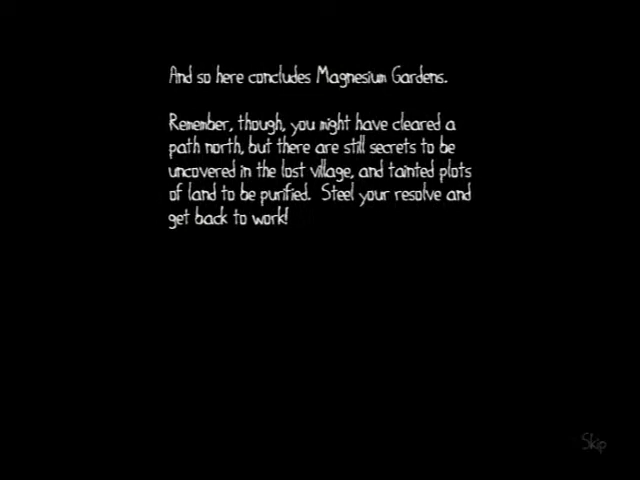 And so here concludes Magnesium Gardens.
Remember, though, you might have cleared a
path north, but there are still secrets to be
uncovered in the lost village, and tainted plots
of land to be purified.  Steel your resolve and
get back to work!
Skip